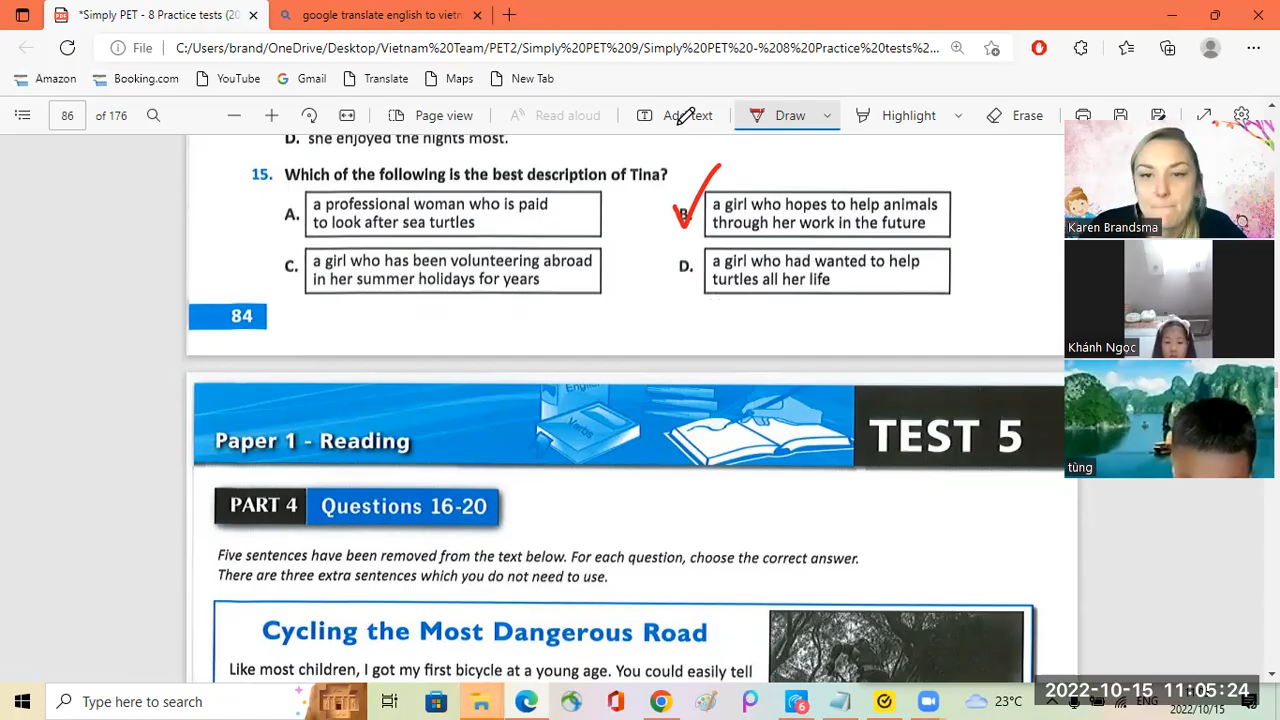 *Simply PET - Practice tests (20
google translate english to vietn
File
C:/Users/brand/OneDrive/Desktop/Vietnam%20Team/PET2/Simply%20PET%209/Simply%20PET%20-%208%20Practice%20tests%2...
Amazon
Booking.com
YouTube
Gmail
Translate
Maps
New Tab
86 of 176
Page view
Read aloud
Add text
Draw
Highlight
Erase
D. she enjoyed the nights most.
15. Which of the following is the best description of Tina?
A. a professional woman who is paid
to look after sea turtles
B. a girl who hopes to help animals
through her work in the future
C. a girl who has been volunteering abroad
in her summer holidays for years
D. a girl who had wanted to help
turtles all her life
84
Karen Brandsma
Khánh Ngọc
tùng
Paper 1 - Reading
English
Verbs
TEST 5
PART 4 Questions 16-20
Five sentences have been removed from the text below. For each question, choose the correct answer.
There are three extra sentences which you do not need to use.
Cycling the Most Dangerous Road
Like most children, I got my first bicycle at a young age. You could easily tell
Type here to search
6
23°C
ENG
2022-10-15 11:05:24
2022/10/15